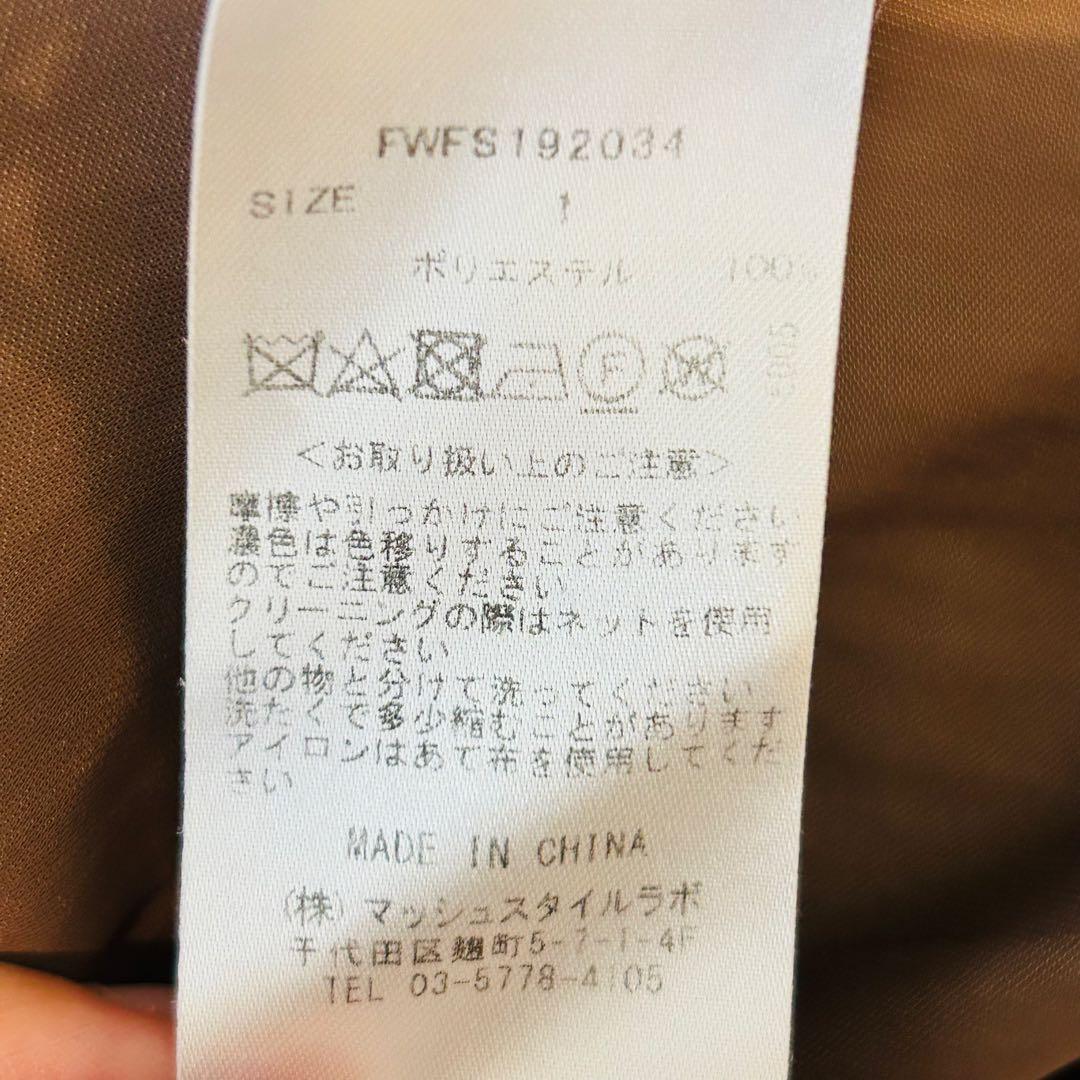 FWFS192034
SIZE 1
ポリエステル 100%
F
<お取り扱い上のご注意>
摩擦や引っかけにご注意ください
濃色は色移りすることがあります
のでご注意ください
クリーニングの際はネットを使用
してください
他の物と分けて洗ってください
洗たくで多少縮むことがあります
アイロンはあて布を使用してくだ
さい
MADE IN CHINA
(株)マッシュスタイルラボ
千代田区麹町5-7-1-4F
TEL 03-5778-4105